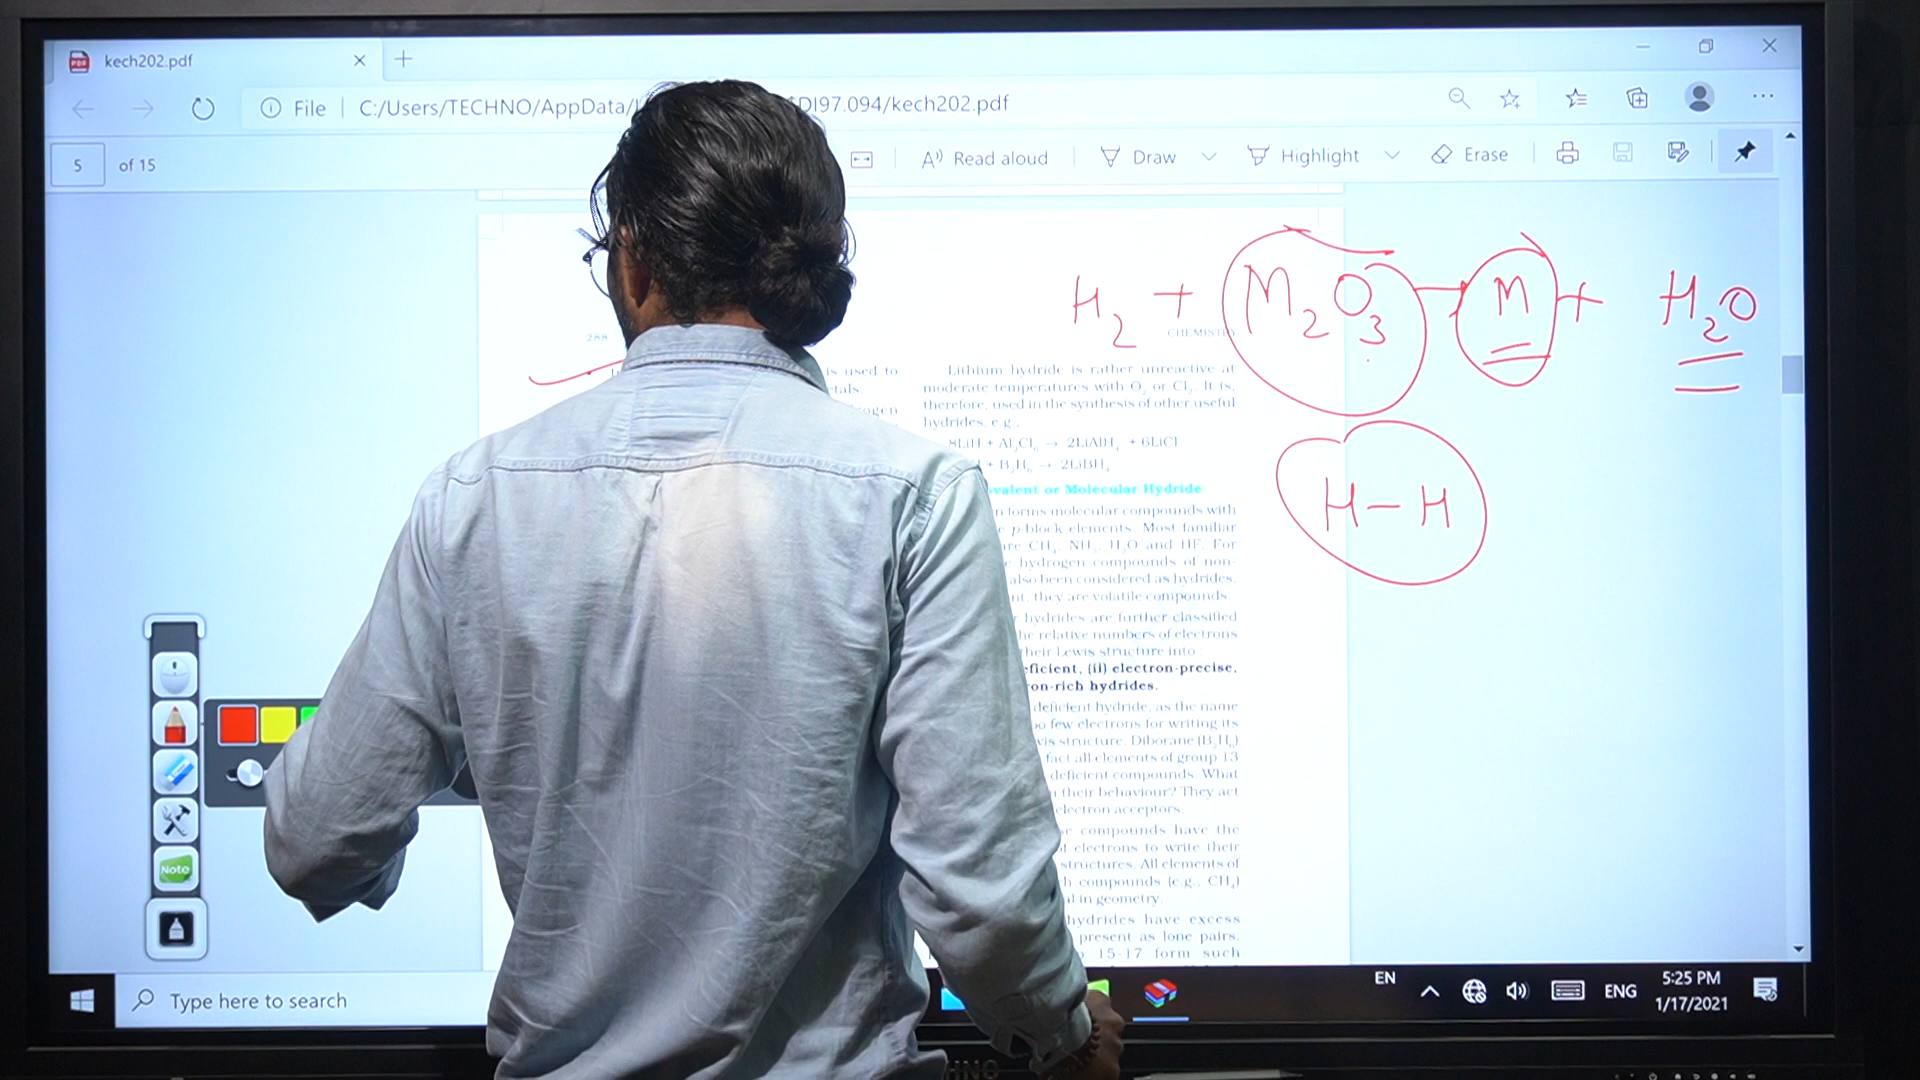 kech202.pdf
File C:/Users/TECHNO/AppData/ DI97.094/kech202.pdf
5 of 15
Read aloud Draw Highlight Erase
H2 + M2O3 M + H2O
H-H
288
CHEMISTRY
is used to
Lithium hydride is rather unreactive at
moderate temperatures with O2 or Cl2. It is,
therefore, used in the synthesis of other useful
hydrides, e.g.,
8LiH + Al2Cl6 → 2LiAlH4 + 6LiCl
+ B2H6 → 2LiBH4
or Molecular Hydride
forms molecular compounds with
p-block elements. Most familiar
CH4, NH3, H2O and HF. For
hydrogen compounds of non-
also been considered as hydrides.
they are volatile compounds.
hydrides are further classified
relative numbers of electrons
their Lewis structure into :
(ii) electron-precise,
hydrides.
deficient hydride, as the name
few electrons for writing its
structure. Diborane (B2H6)
fact all elements of group 13
deficient compounds. What
their behaviour? They act
electron acceptors.
compounds have the
electrons to write their
structures. All elements of
compounds (e.g., CH4)
in geometry.
hydrides have excess
present as lone pairs.
15-17 form such
Note
Type here to search
EN
ENG
5:25 PM
1/17/2021